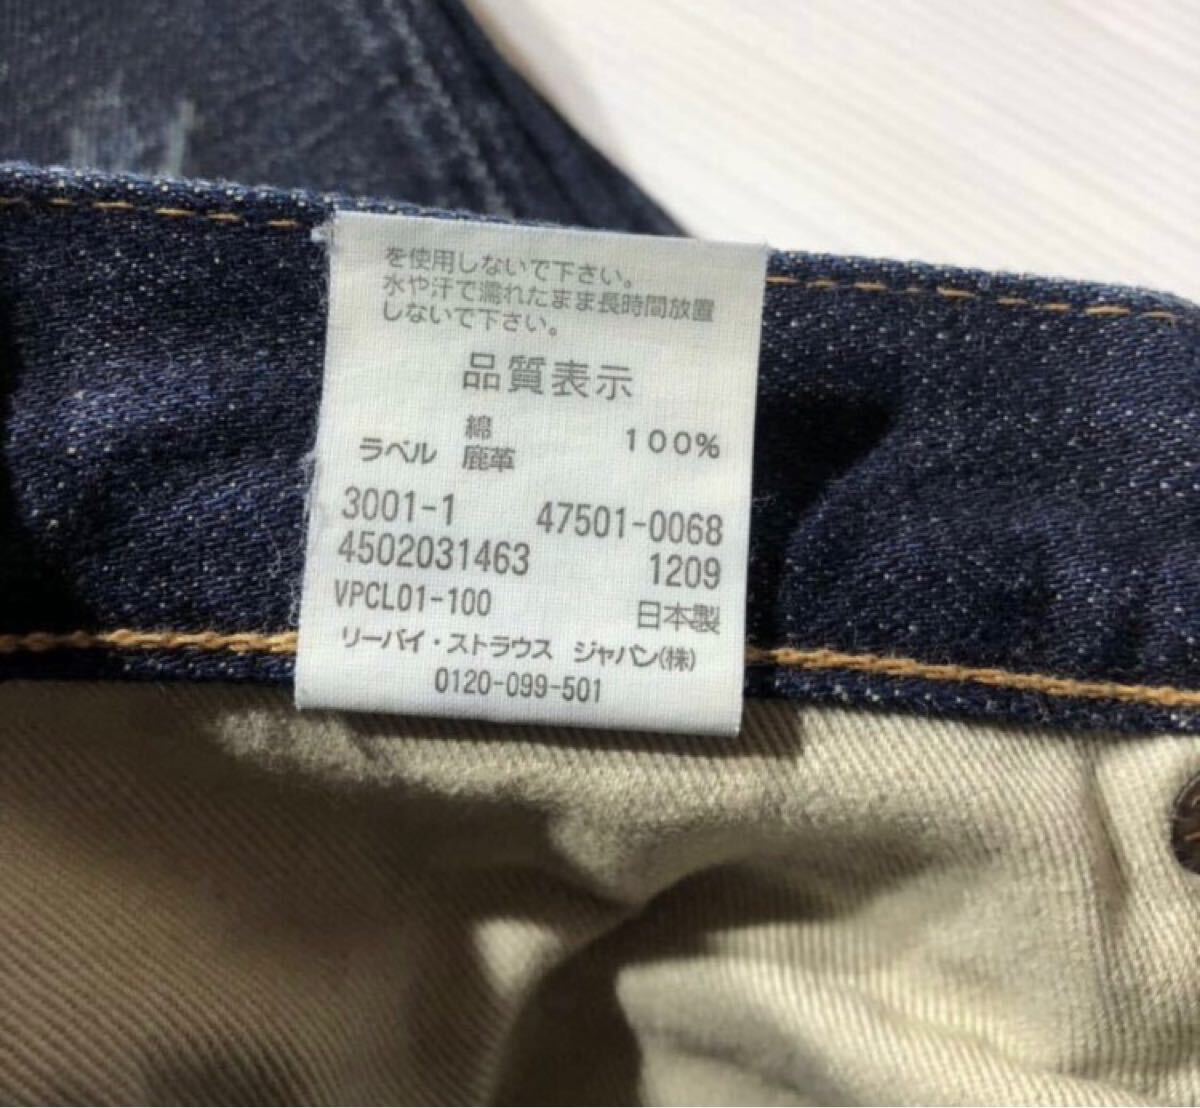 を使用しないで下さい。
水や汗で濡れたまま長時間放置
しないで下さい。
品質表示
綿 100%
ラベル 鹿革
3001-1 47501-0068
4502031463 1209
VPCL01-100 日本製
リーバイ・ストラウス ジャパン(株)
0120-099-501